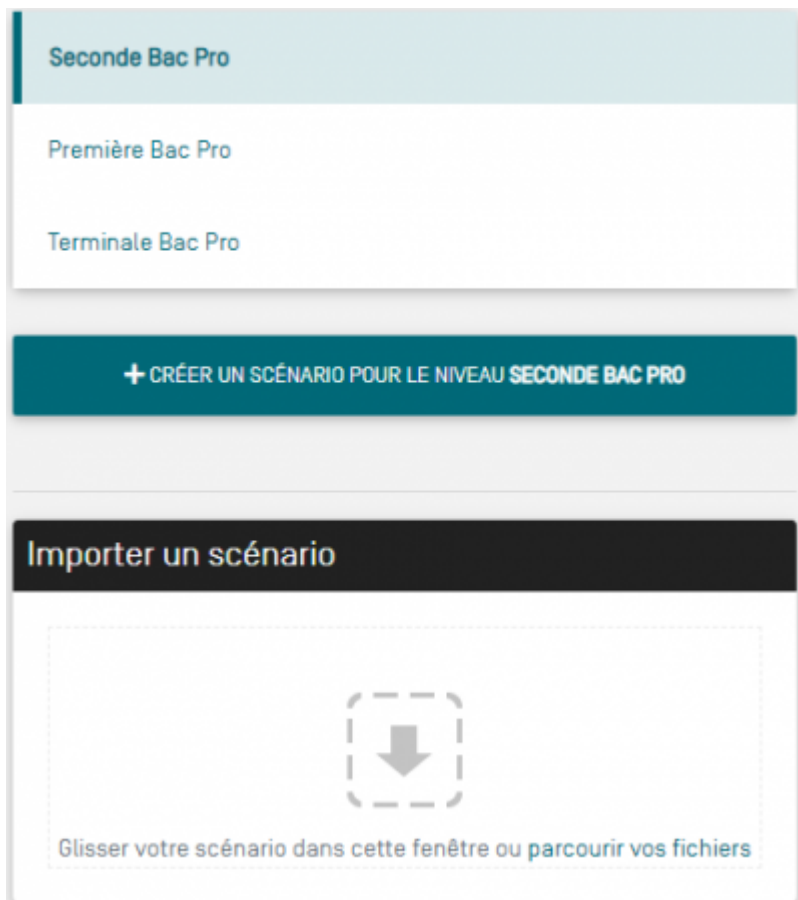 Seconde Bac Pro
Première Bac Pro
Terminale Bac Pro
+ CRÉER UN SCÉNARIO POUR LE NIVEAU SECONDE BAC PRO
Importer un scénario
Glisser votre scénario dans cette fenêtre ou parcourir vos fichiers